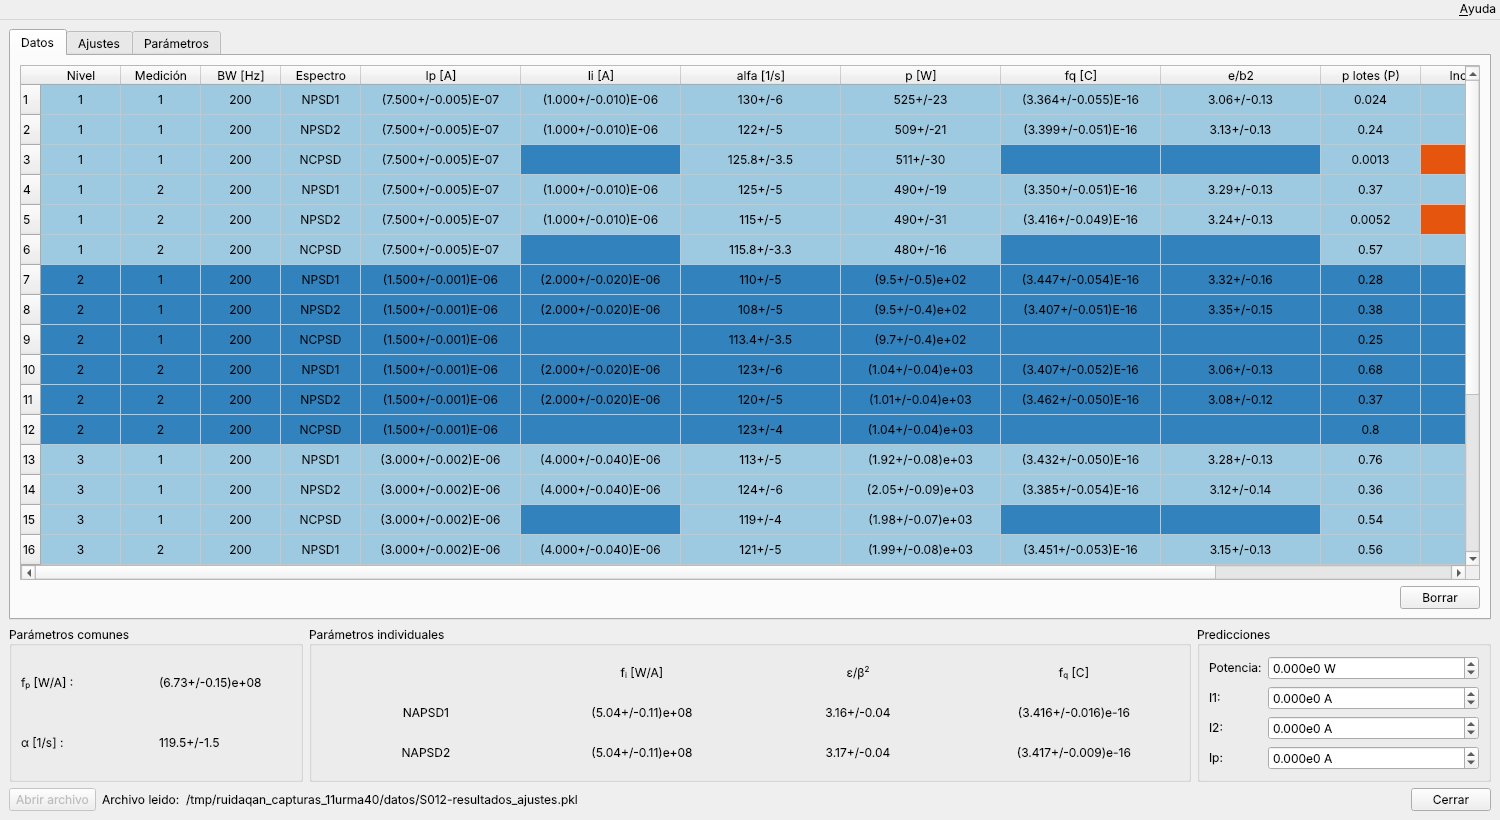 Ayuda
Datos Ajustes Parámetros
Nivel Medición BW [Hz] Espectro Ip [A] Ii [A] alfa [1/s] p [W] fq [C] e/b2 p lotes (P) Inc
1 1 1 200 NPSD1 (7.500+/-0.005)E-07 (1.000+/-0.010)E-06 130+/-6 525+/-23 (3.364+/-0.055)E-16 3.06+/-0.13 0.024
2 1 1 200 NPSD2 (7.500+/-0.005)E-07 (1.000+/-0.010)E-06 122+/-5 509+/-21 (3.399+/-0.051)E-16 3.13+/-0.13 0.24
3 1 1 200 NCPSD (7.500+/-0.005)E-07 125.8+/-3.5 511+/-30 0.0013
4 1 2 200 NPSD1 (7.500+/-0.005)E-07 (1.000+/-0.010)E-06 125+/-5 490+/-19 (3.350+/-0.051)E-16 3.29+/-0.13 0.37
5 1 2 200 NPSD2 (7.500+/-0.005)E-07 (1.000+/-0.010)E-06 115+/-5 490+/-31 (3.416+/-0.049)E-16 3.24+/-0.13 0.0052
6 1 2 200 NCPSD (7.500+/-0.005)E-07 115.8+/-3.3 480+/-16 0.57
7 2 1 200 NPSD1 (1.500+/-0.001)E-06 (2.000+/-0.020)E-06 110+/-5 (9.5+/-0.5)e+02 (3.447+/-0.054)E-16 3.32+/-0.16 0.28
8 2 1 200 NPSD2 (1.500+/-0.001)E-06 (2.000+/-0.020)E-06 108+/-5 (9.5+/-0.4)e+02 (3.407+/-0.051)E-16 3.35+/-0.15 0.38
9 2 1 200 NCPSD (1.500+/-0.001)E-06 113.4+/-3.5 (9.7+/-0.4)e+02 0.25
10 2 2 200 NPSD1 (1.500+/-0.001)E-06 (2.000+/-0.020)E-06 123+/-6 (1.04+/-0.04)e+03 (3.407+/-0.052)E-16 3.06+/-0.13 0.68
11 2 2 200 NPSD2 (1.500+/-0.001)E-06 (2.000+/-0.020)E-06 120+/-5 (1.01+/-0.04)e+03 (3.462+/-0.050)E-16 3.08+/-0.12 0.37
12 2 2 200 NCPSD (1.500+/-0.001)E-06 123+/-4 (1.04+/-0.04)e+03 0.8
13 3 1 200 NPSD1 (3.000+/-0.002)E-06 (4.000+/-0.040)E-06 113+/-5 (1.92+/-0.08)e+03 (3.432+/-0.050)E-16 3.28+/-0.13 0.76
14 3 1 200 NPSD2 (3.000+/-0.002)E-06 (4.000+/-0.040)E-06 124+/-6 (2.05+/-0.09)e+03 (3.385+/-0.054)E-16 3.12+/-0.14 0.36
15 3 1 200 NCPSD (3.000+/-0.002)E-06 119+/-4 (1.98+/-0.07)e+03 0.54
16 3 2 200 NPSD1 (3.000+/-0.002)E-06 (4.000+/-0.040)E-06 121+/-5 (1.99+/-0.08)e+03 (3.451+/-0.053)E-16 3.15+/-0.13 0.56
Borrar
Parámetros comunes
fₚ [W/A] : (6.73+/-0.15)e+08
α [1/s] : 119.5+/-1.5
Parámetros individuales
fᵢ [W/A] ε/β² f_q [C]
NAPSD1 (5.04+/-0.11)e+08 3.16+/-0.04 (3.416+/-0.016)e-16
NAPSD2 (5.04+/-0.11)e+08 3.17+/-0.04 (3.417+/-0.009)e-16
Predicciones
Potencia: 0.000e0 W
I1: 0.000e0 A
I2: 0.000e0 A
Ip: 0.000e0 A
Abrir archivo Archivo leido: /tmp/ruidaqan_capturas_11urma40/datos/S012-resultados_ajustes.pkl
Cerrar